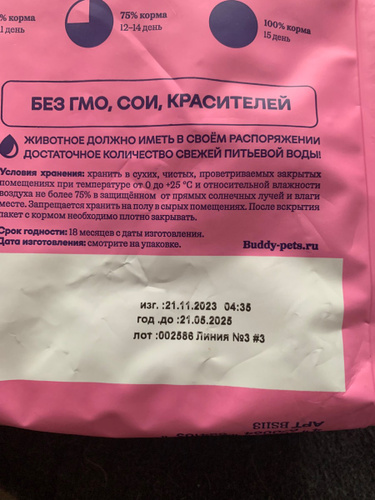 % корма
75% корма
100% корма
1 день
12–14 день
15 день
БЕЗ ГМО, СОИ, КРАСИТЕЛЕЙ
ЖИВОТНОЕ ДОЛЖНО ИМЕТЬ В СВОЁМ РАСПОРЯЖЕНИИ
ДОСТАТОЧНОЕ КОЛИЧЕСТВО СВЕЖЕЙ ПИТЬЕВОЙ ВОДЫ!
Условия хранения: хранить в сухих, чистых, проветриваемых закрытых
помещениях при температуре от 0 до +25 °С и относительной влажности
воздуха не более 75% в защищённом от прямых солнечных лучей и влаги
месте. Запрещается хранить на полу в сырых помещениях. После вскрытия
пакет с кормом необходимо плотно закрывать.
Срок годности: 18 месяцев с даты изготовления.
Дата изготовления: смотрите на упаковке.
Buddy-pets.ru
изг. :21.11.2023 04:35
год .до :21.05.2025
лот :002586 Линия №3 #3
АРТ BS113